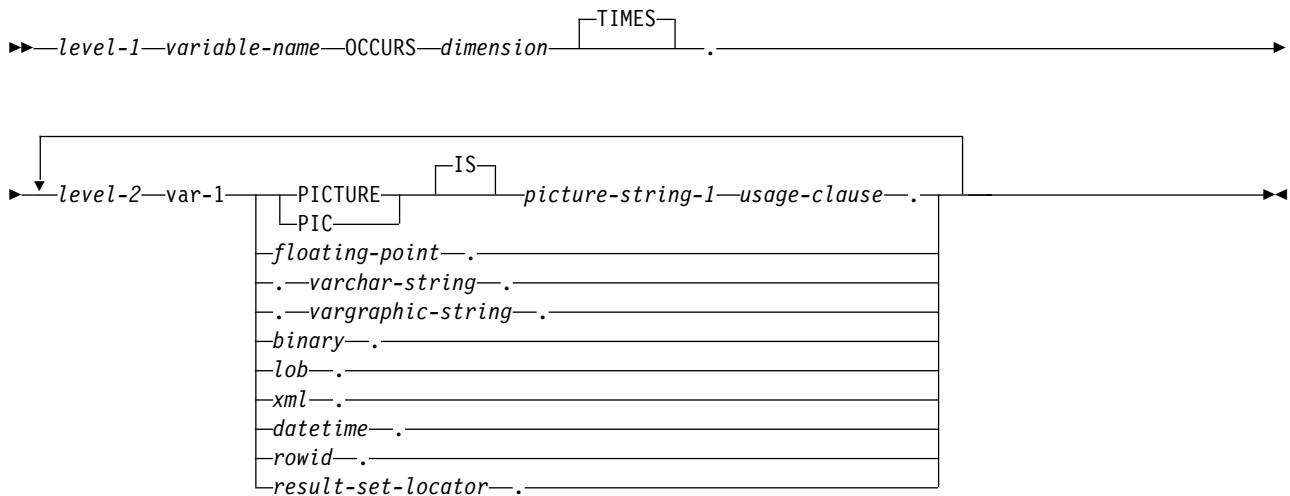 TIMES
level-1 variable-name OCCURS dimension .
IS
level-2 var-1 PICTURE picture-string-1 usage-clause .
PIC
floating-point .
. varchar-string .
. vargraphic-string .
binary .
lob .
xml .
datetime .
rowid .
result-set-locator .